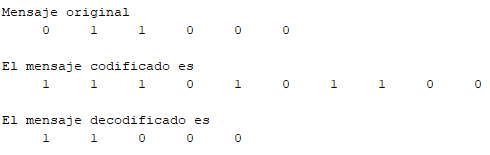 Mensaje original
0 1 1 0 0 0
El mensaje codificado es
1 1 1 0 1 0 1 1 0 0
El mensaje decodificado es
1 1 0 0 0